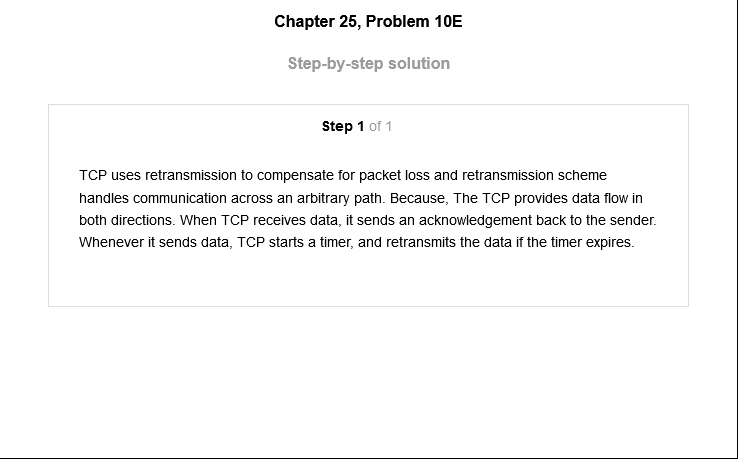 Chapter 25, Problem 10E
Step-by-step solution
Step 1 of 1
TCP uses retransmission to compensate for packet loss and retransmission scheme
handles communication across an arbitrary path. Because, The TCP provides data flow in
both directions. When TCP receives data, it sends an acknowledgement back to the sender.
Whenever it sends data, TCP starts a timer, and retransmits the data if the timer expires.